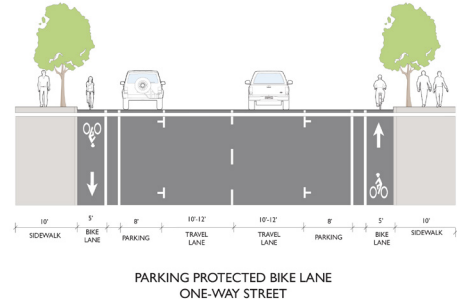 10' 5' 8' 10'-12' 10'-12' 8' 5' 10'
SIDEWALK BIKE LANE PARKING TRAVEL LANE TRAVEL LANE PARKING BIKE LANE SIDEWALK
PARKING PROTECTED BIKE LANE
ONE-WAY STREET